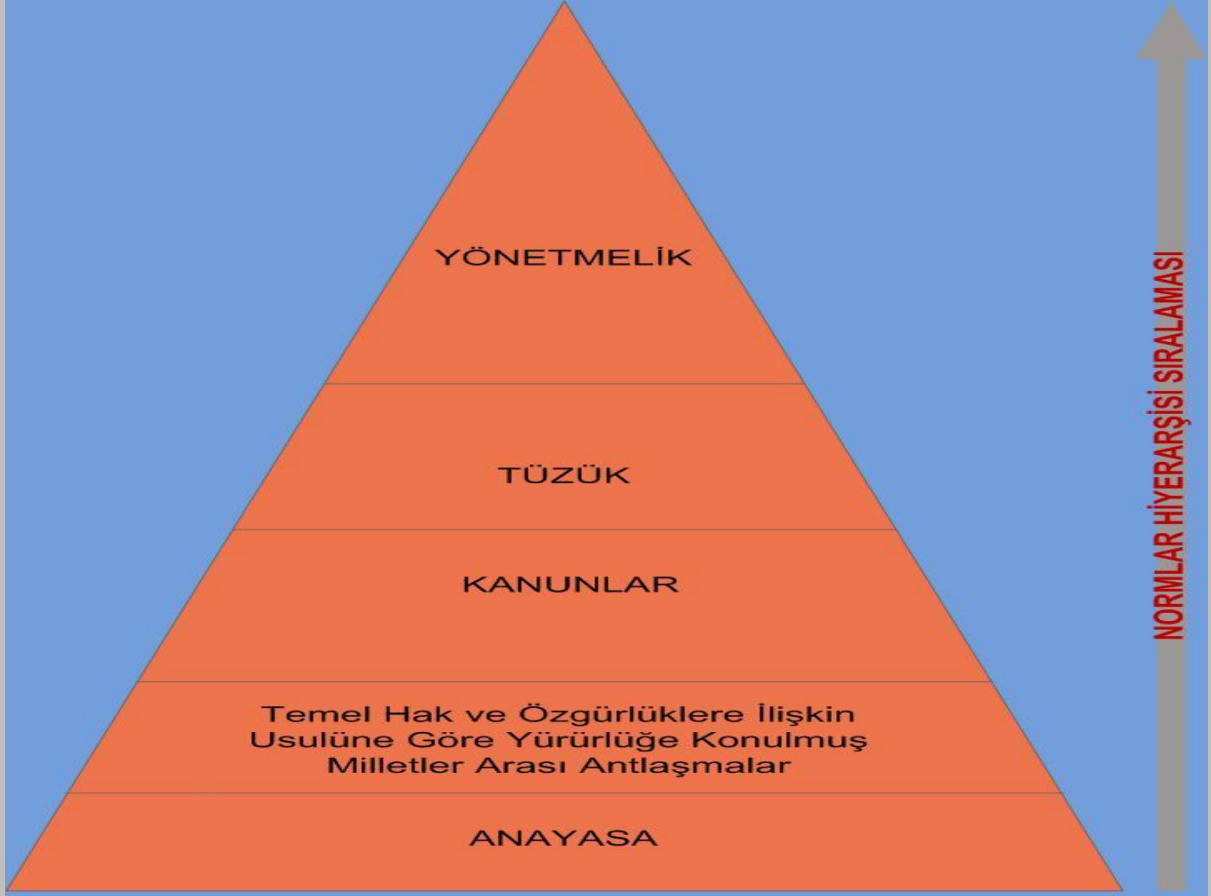 YÖNETMELİK
TÜZÜK
KANUNLAR
Temel Hak ve Özgürlüklere İlişkin
Usulüne Göre Yürürlüğe Konulmuş
Milletler Arası Antlaşmalar
ANAYASA
NORMLAR HİYERARŞİSİ SIRALAMASI